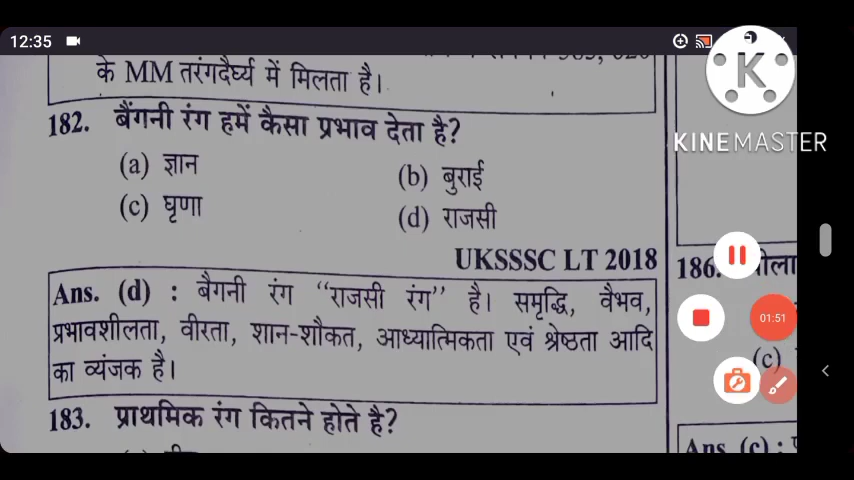 12:35
के MM तरंगदैर्घ्य में मिलता है।
182. बैंगनी रंग हमें कैसा प्रभाव देता है?
(a) ज्ञान
(b) बुराई
(c) घृणा
(d) राजसी
UKSSSC LT 2018
Ans. (d) : बैगनी रंग “राजसी रंग” है। समृद्धि, वैभव,
प्रभावशीलता, वीरता, शान-शौकत, आध्यात्मिकता एवं श्रेष्ठता आदि
का व्यंजक है।
183. प्राथमिक रंग कितने होते है?
K
KINEMASTER
186.
01:51
(c)
Ans. (c) :